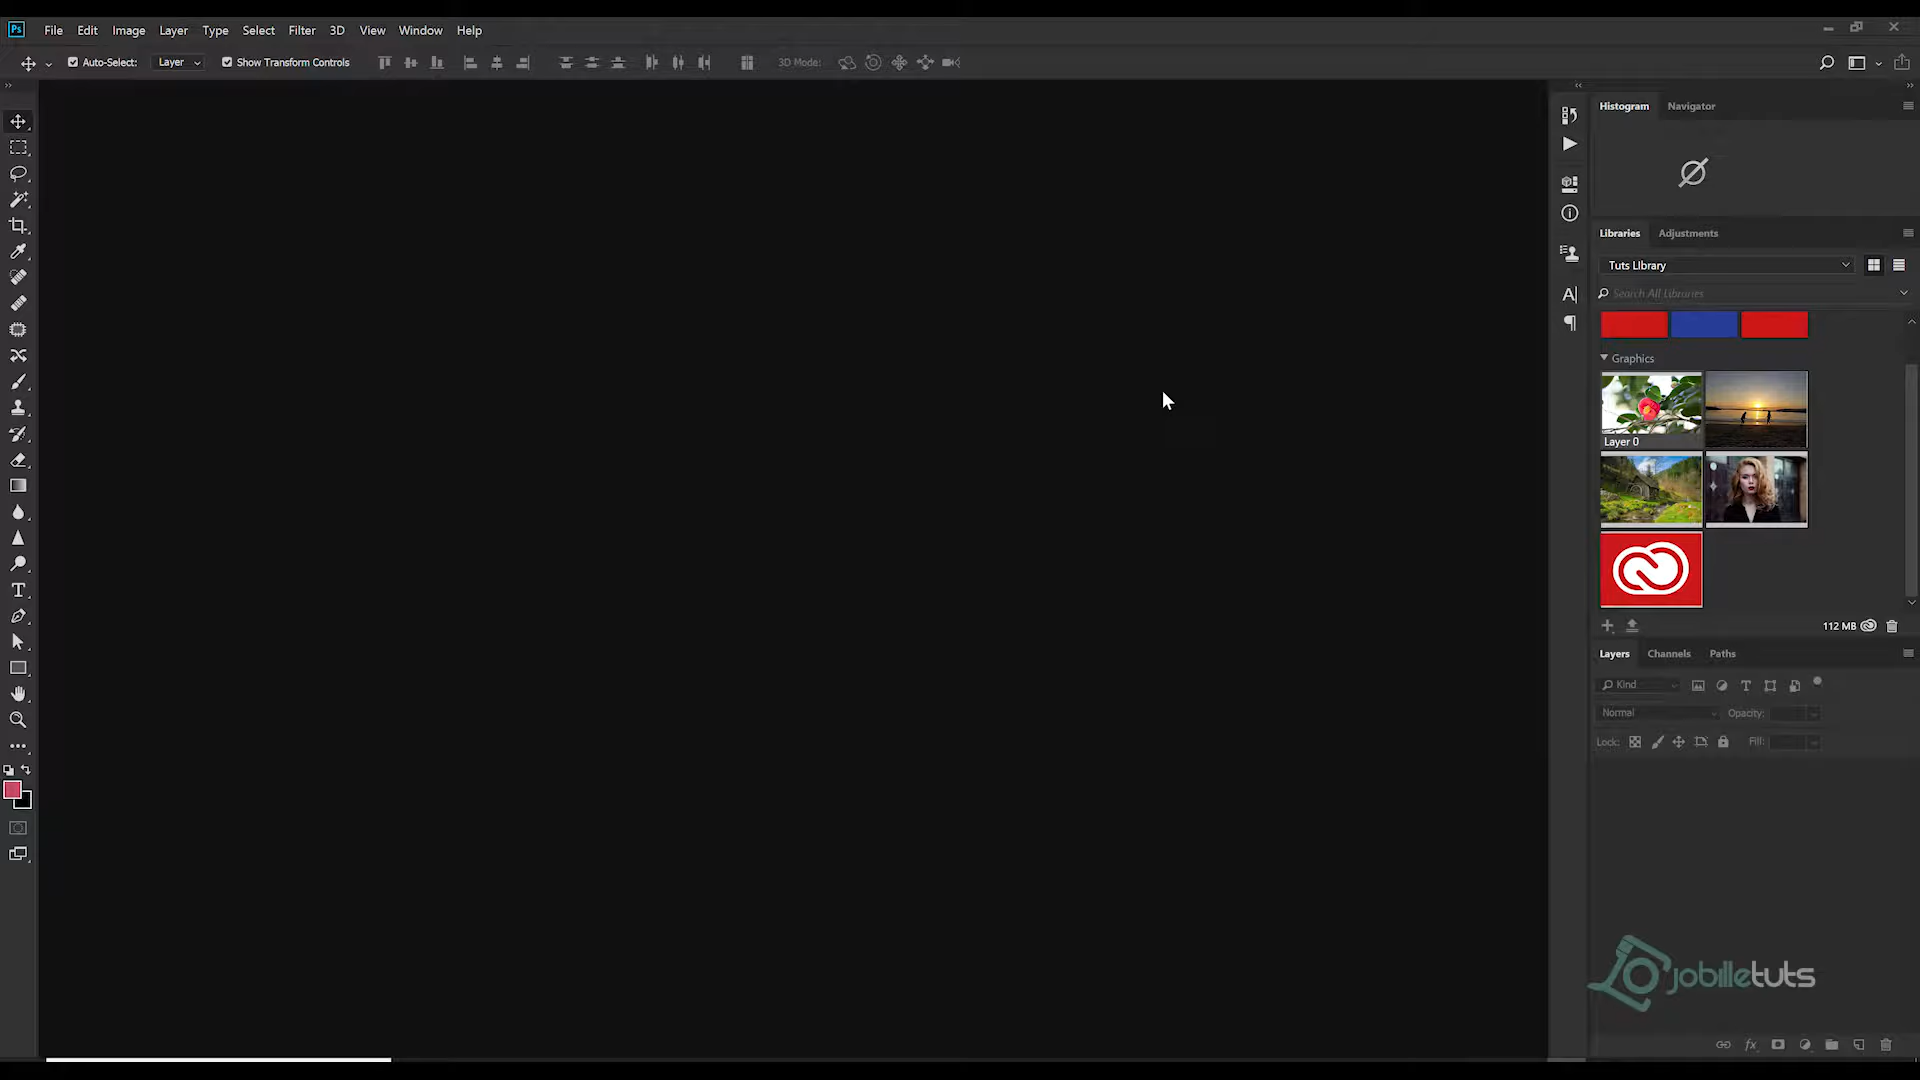 Ps File Edit Image Layer Type Select Filter 3D View Window Help
Auto-Select: Layer Show Transform Controls 3D Mode:
Histogram Navigator
Libraries Adjustments
Tuts LIbrary
Search All Libraries
Graphics
Layer 0
112 MB
Layers Channels Paths
Kind
Normal Opacity:
Lock: Fill:
jobilletuts
fx